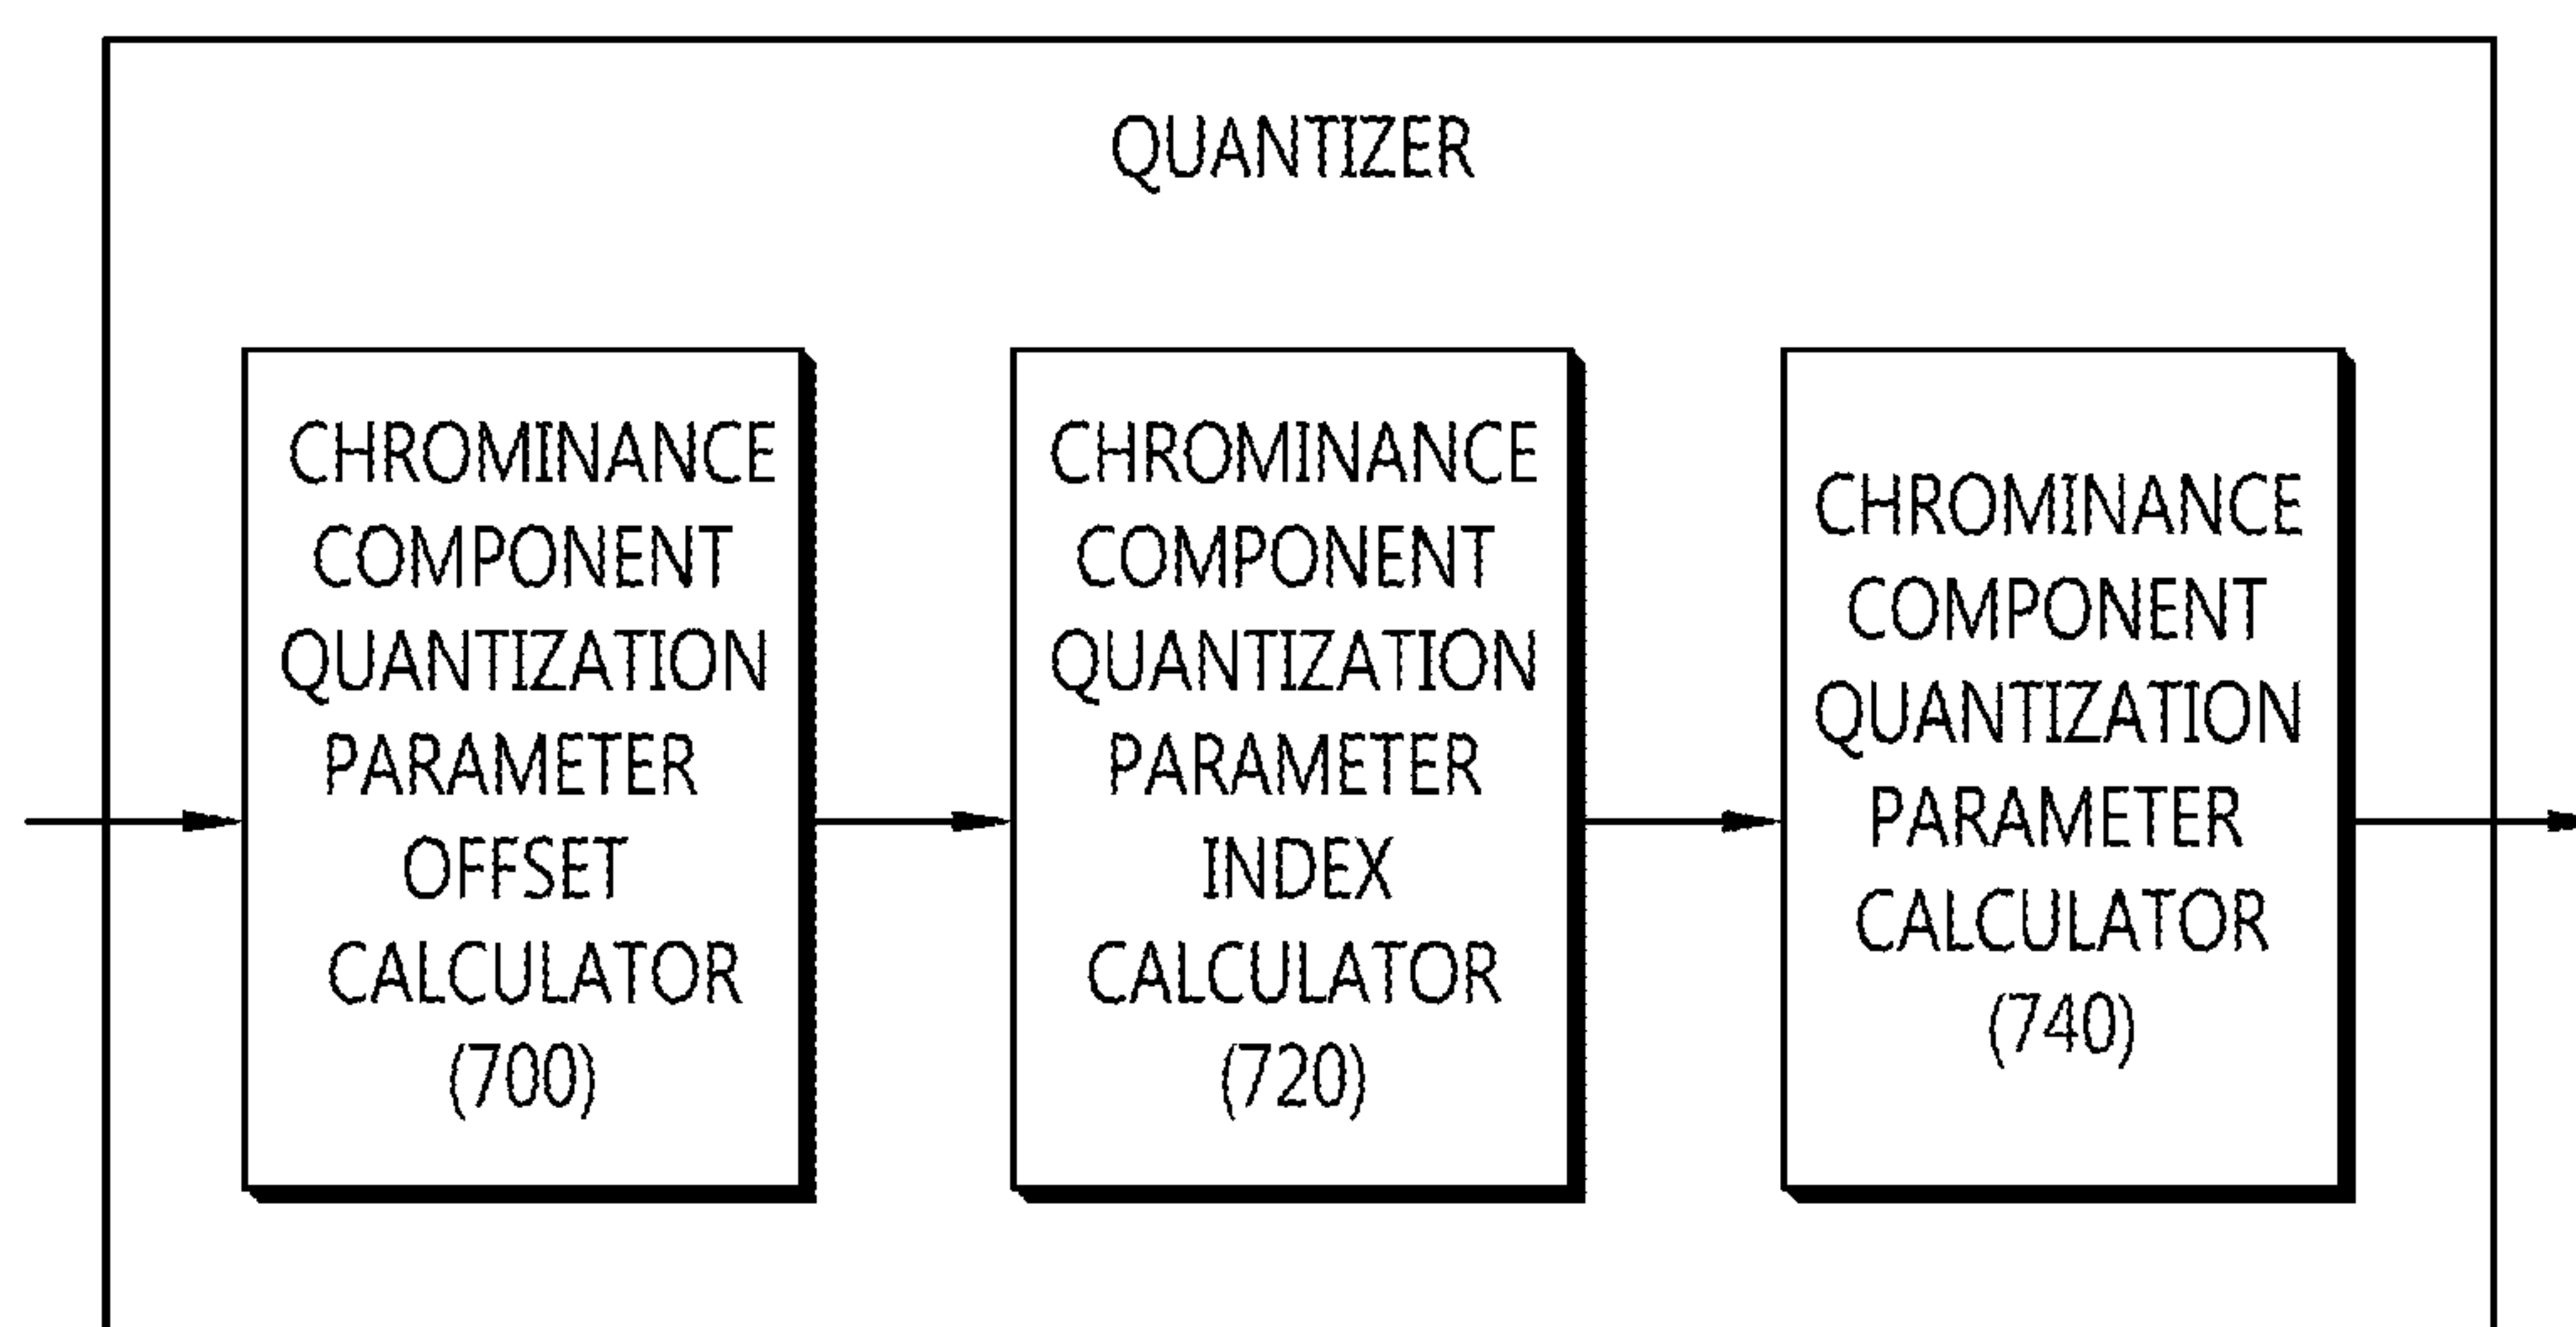 QUANTIZER
CHROMINANCE
COMPONENT
QUANTIZATION
PARAMETER
OFFSET
CALCULATOR
(700)
CHROMINANCE
COMPONENT
QUANTIZATION
PARAMETER
INDEX
CALCULATOR
(720)
CHROMINANCE
COMPONENT
QUANTIZATION
PARAMETER
CALCULATOR
(740)